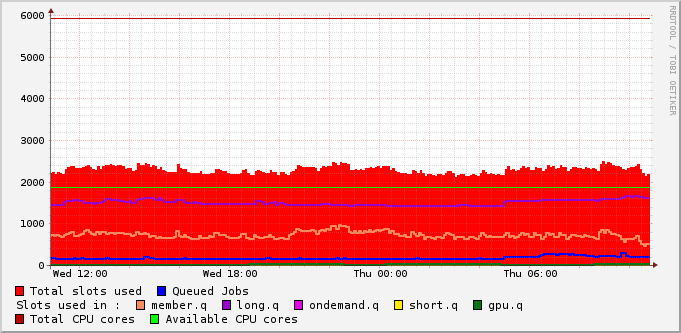 6000
5000
4000
3000
2000
1000
0
Wed 12:00 Wed 18:00 Thu 00:00 Thu 06:00
Total slots used Queued Jobs
Slots used in : member.q long.q ondemand.q short.q gpu.q
Total CPU cores Available CPU cores
RRDTOOL / TOBI OETIKER